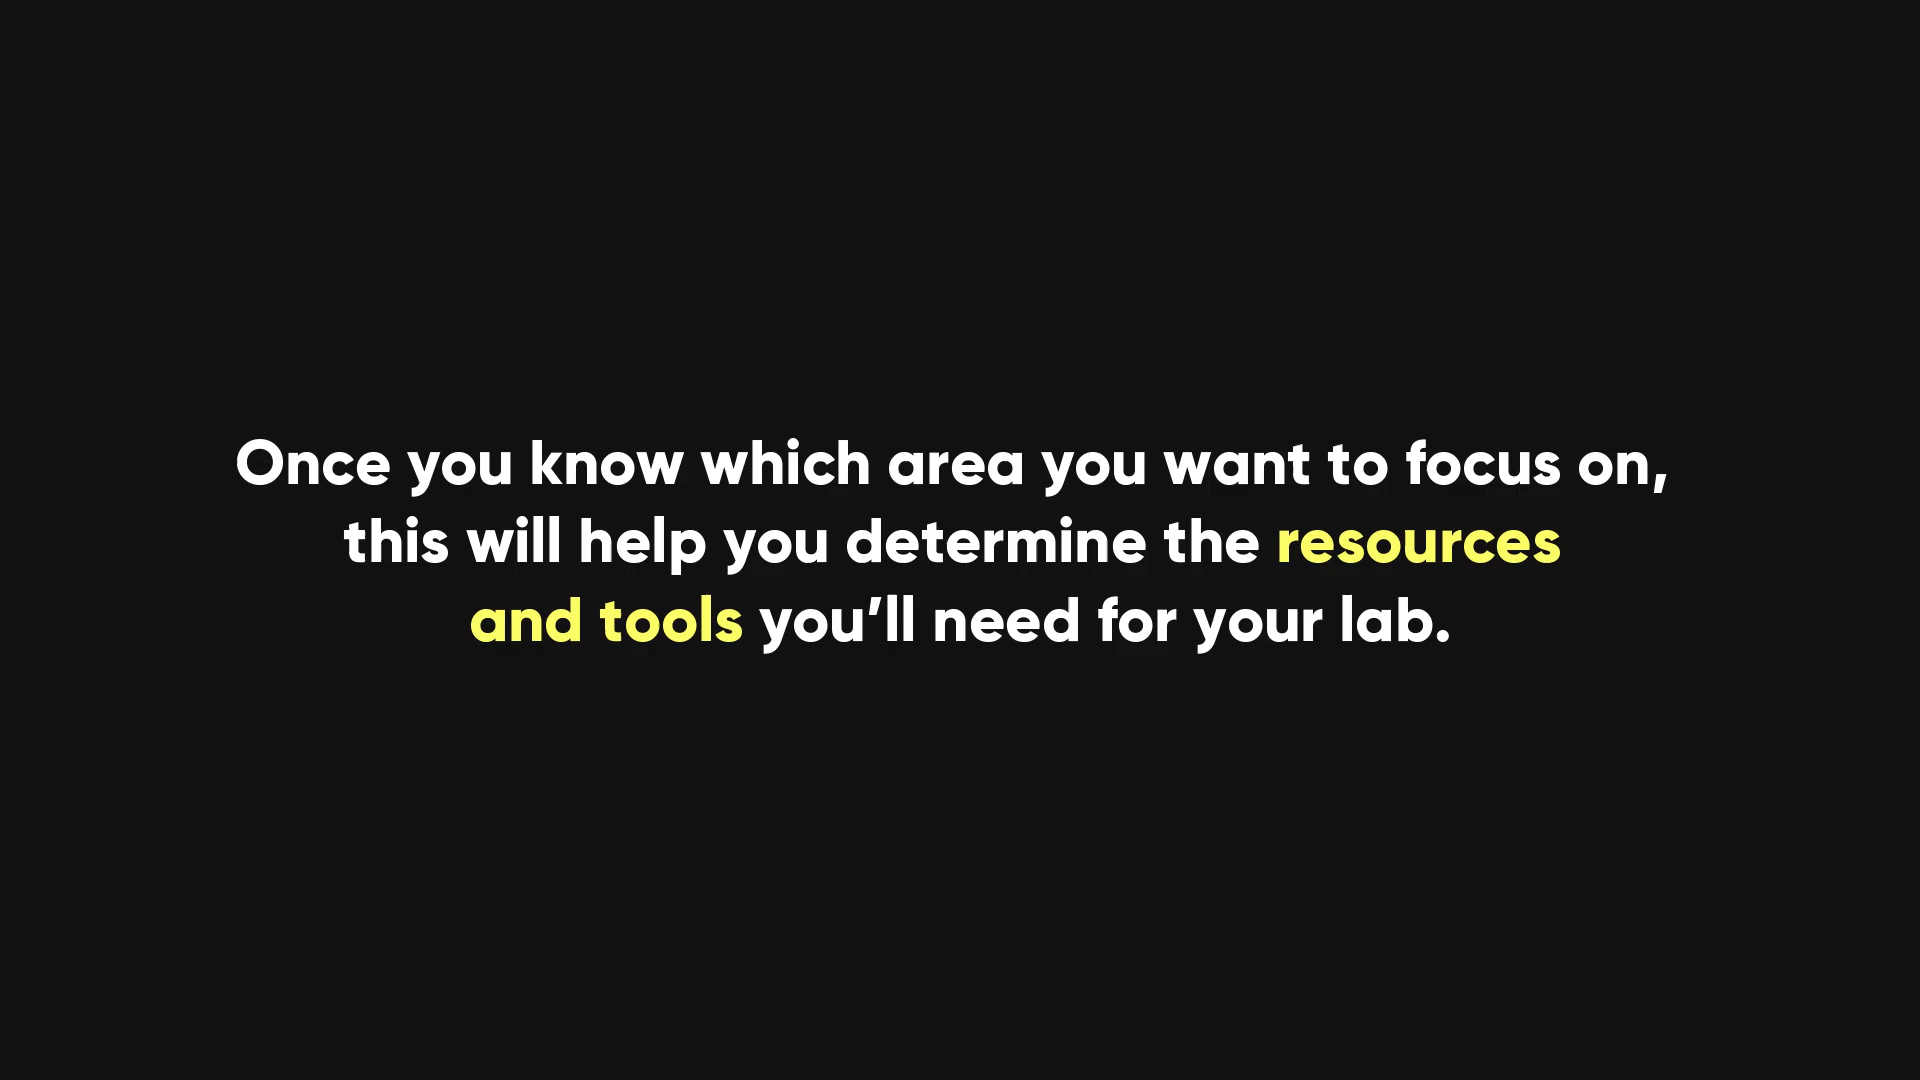 Once you know which area you want to focus on,
this will help you determine the resources
and tools you’ll need for your lab.